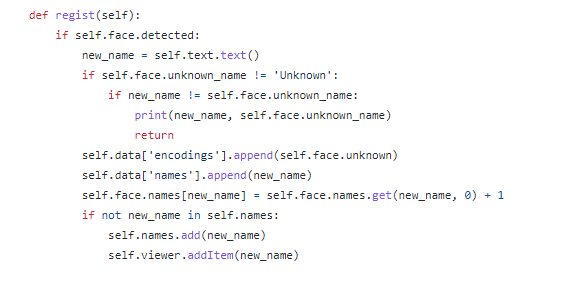 def regist(self):
    if self.face.detected:
        new_name = self.text.text()
        if self.face.unknown_name != 'Unknown':
            if new_name != self.face.unknown_name:
                print(new_name, self.face.unknown_name)
                return
        self.data['encodings'].append(self.face.unknown)
        self.data['names'].append(new_name)
        self.face.names[new_name] = self.face.names.get(new_name, 0) + 1
        if not new_name in self.names:
            self.names.add(new_name)
            self.viewer.addItem(new_name)